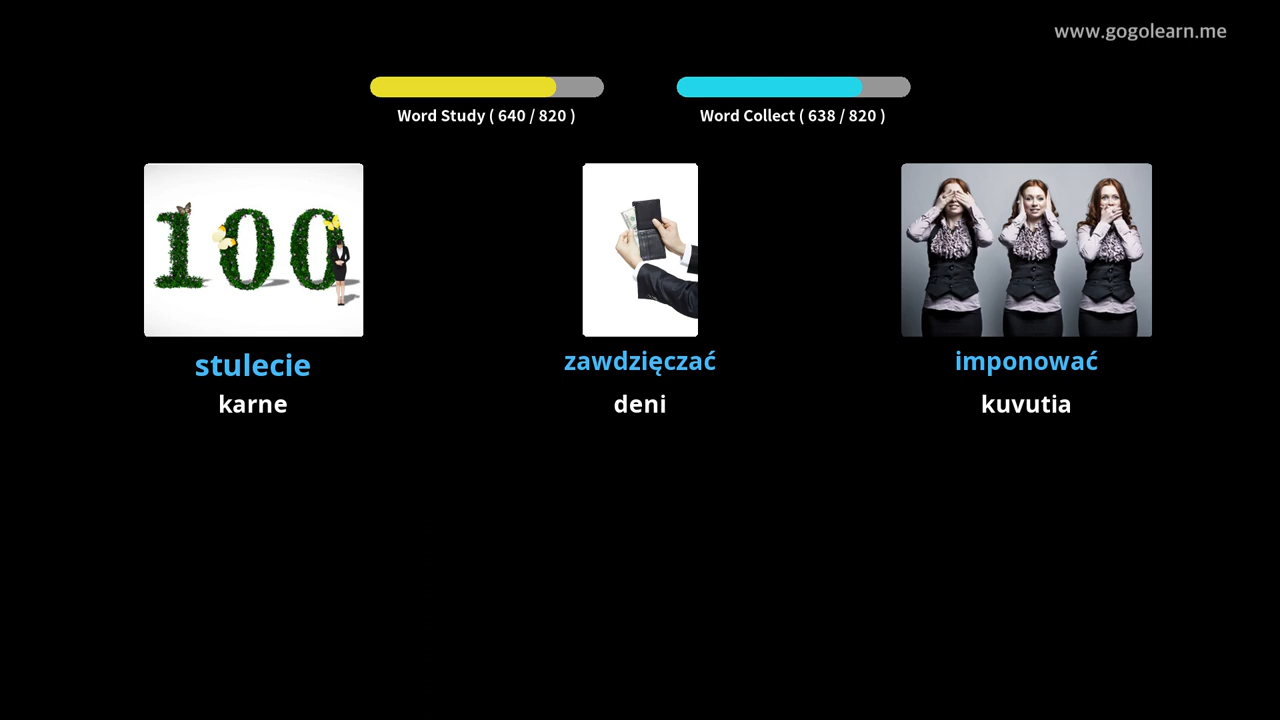 www.gogolearn.me
Word Study ( 640 / 820 )
Word Collect ( 638 / 820 )
100
stulecie
zawdzięczać
imponować
karne
deni
kuvutia